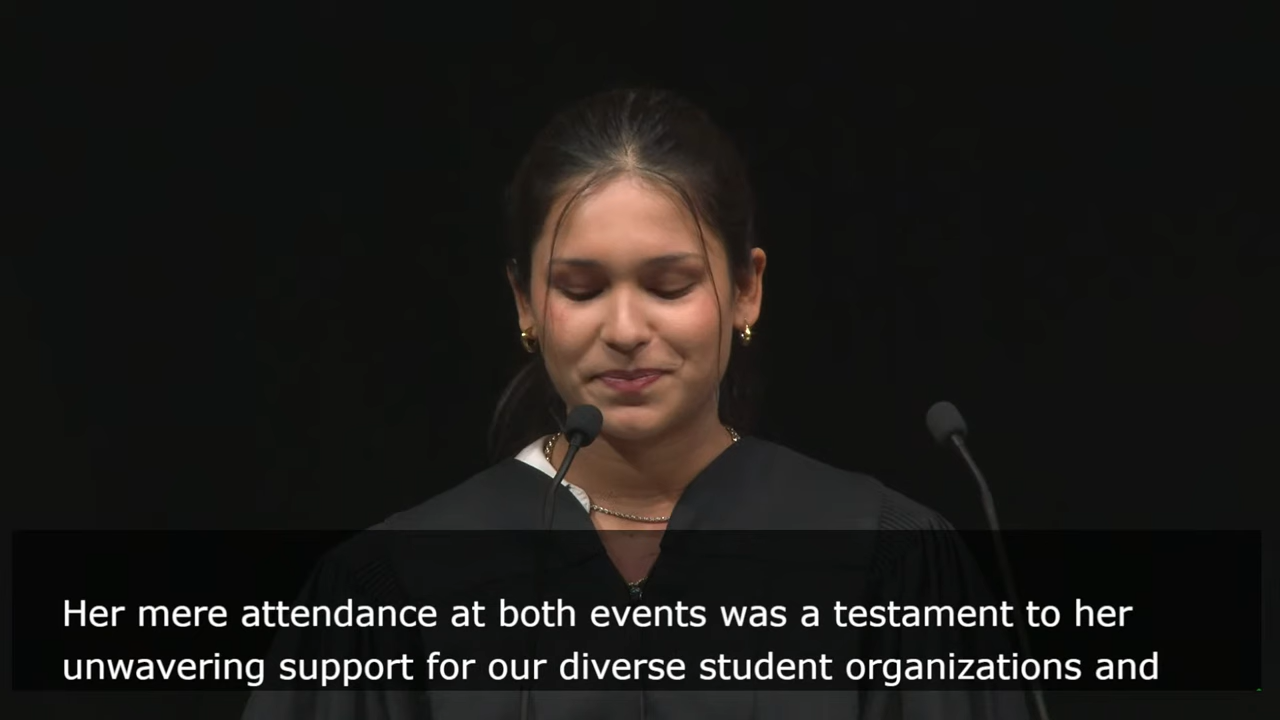 Her mere attendance at both events was a testament to her
unwavering support for our diverse student organizations and